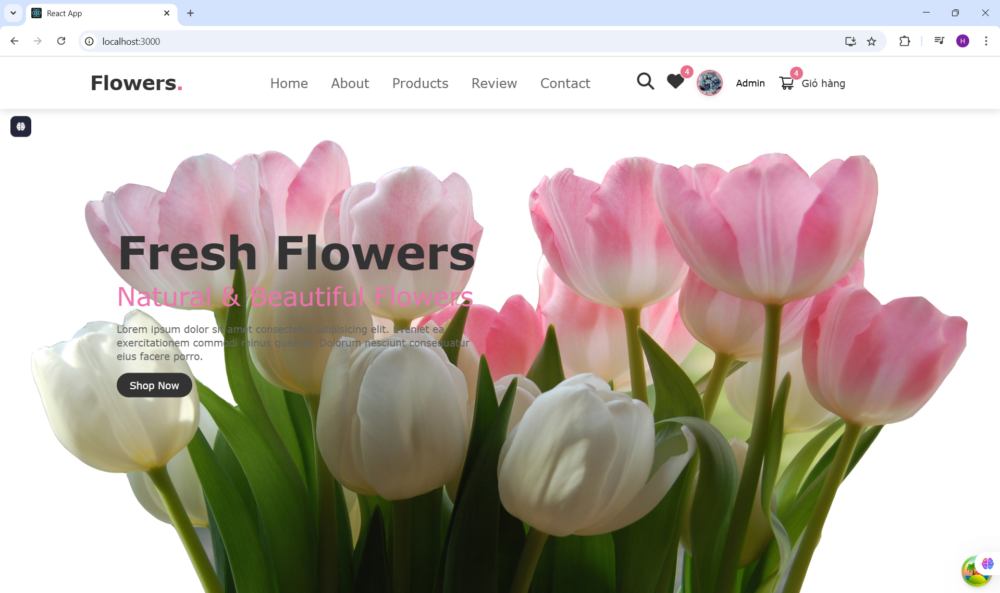 React App
localhost:3000
H
Flowers.
Home About Products Review Contact
4
Admin
4
Giỏ hàng
Fresh Flowers
Natural & Beautiful Flowers
Lorem ipsum dolor sit amet consectetur adipisicing elit. Eveniet ea
exercitationem commodi minus quaerat! Dolorum nesciunt consequatur
eius facere porro.
Shop Now